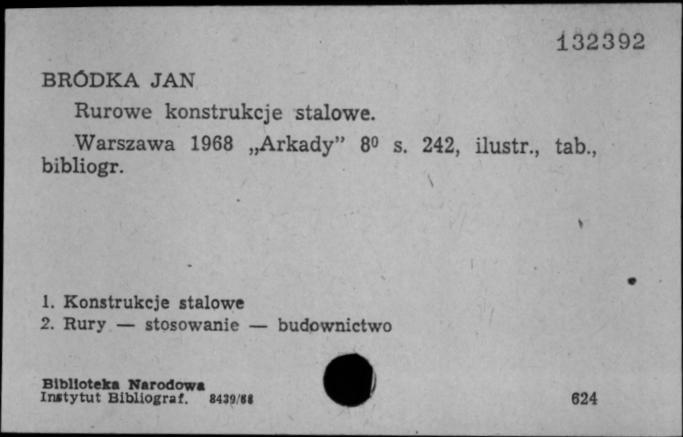 132392
BRÓDKA JAN
Rurowe konstrukcje stalowe.
Warszawa 1968 „Arkady” 8⁰ s. 242, ilustr., tab.,
bibliogr.
1. Konstrukcje stalowe
2. Rury — stosowanie — budownictwo
Biblioteka Narodowa
Instytut Bibliograf. 8439/68
624